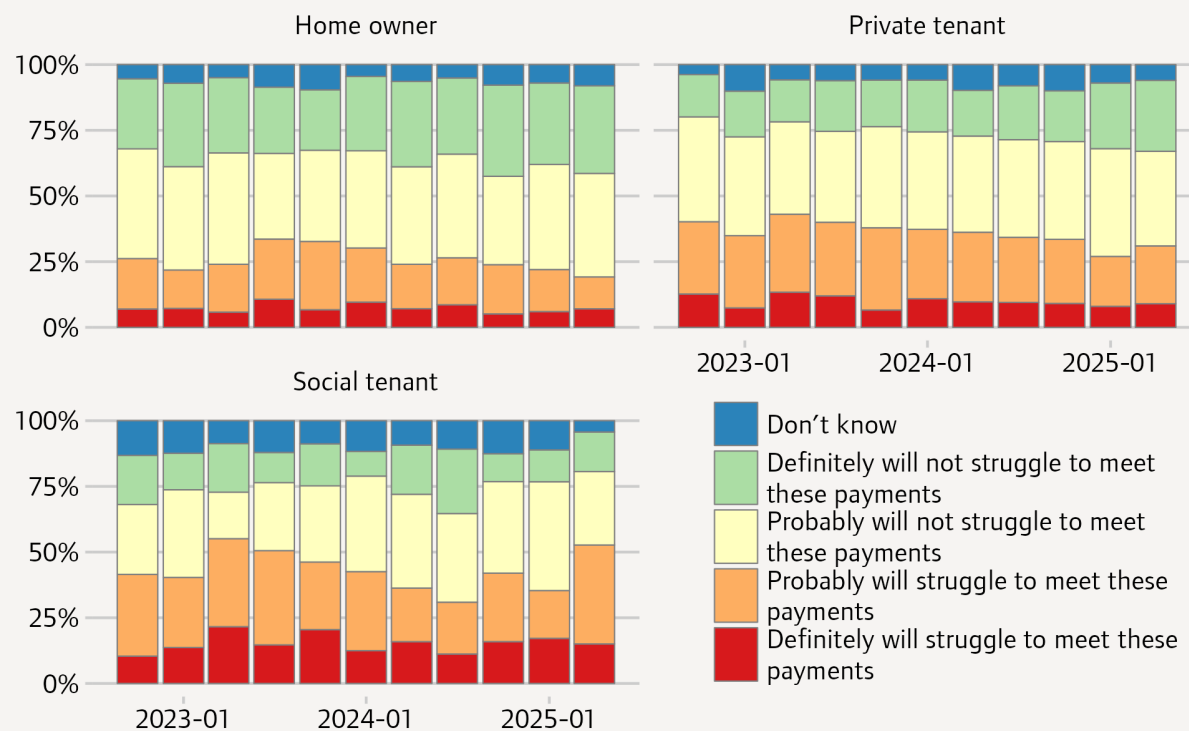 Home owner
Private tenant
100%
75%
50%
25%
0%
2023-01
2024-01
2025-01
Social tenant
100%
75%
50%
25%
0%
2023-01
2024-01
2025-01
Don't know
Definitely will not struggle to meet
these payments
Probably will not struggle to meet
these payments
Probably will struggle to meet these
payments
Definitely will struggle to meet these
payments